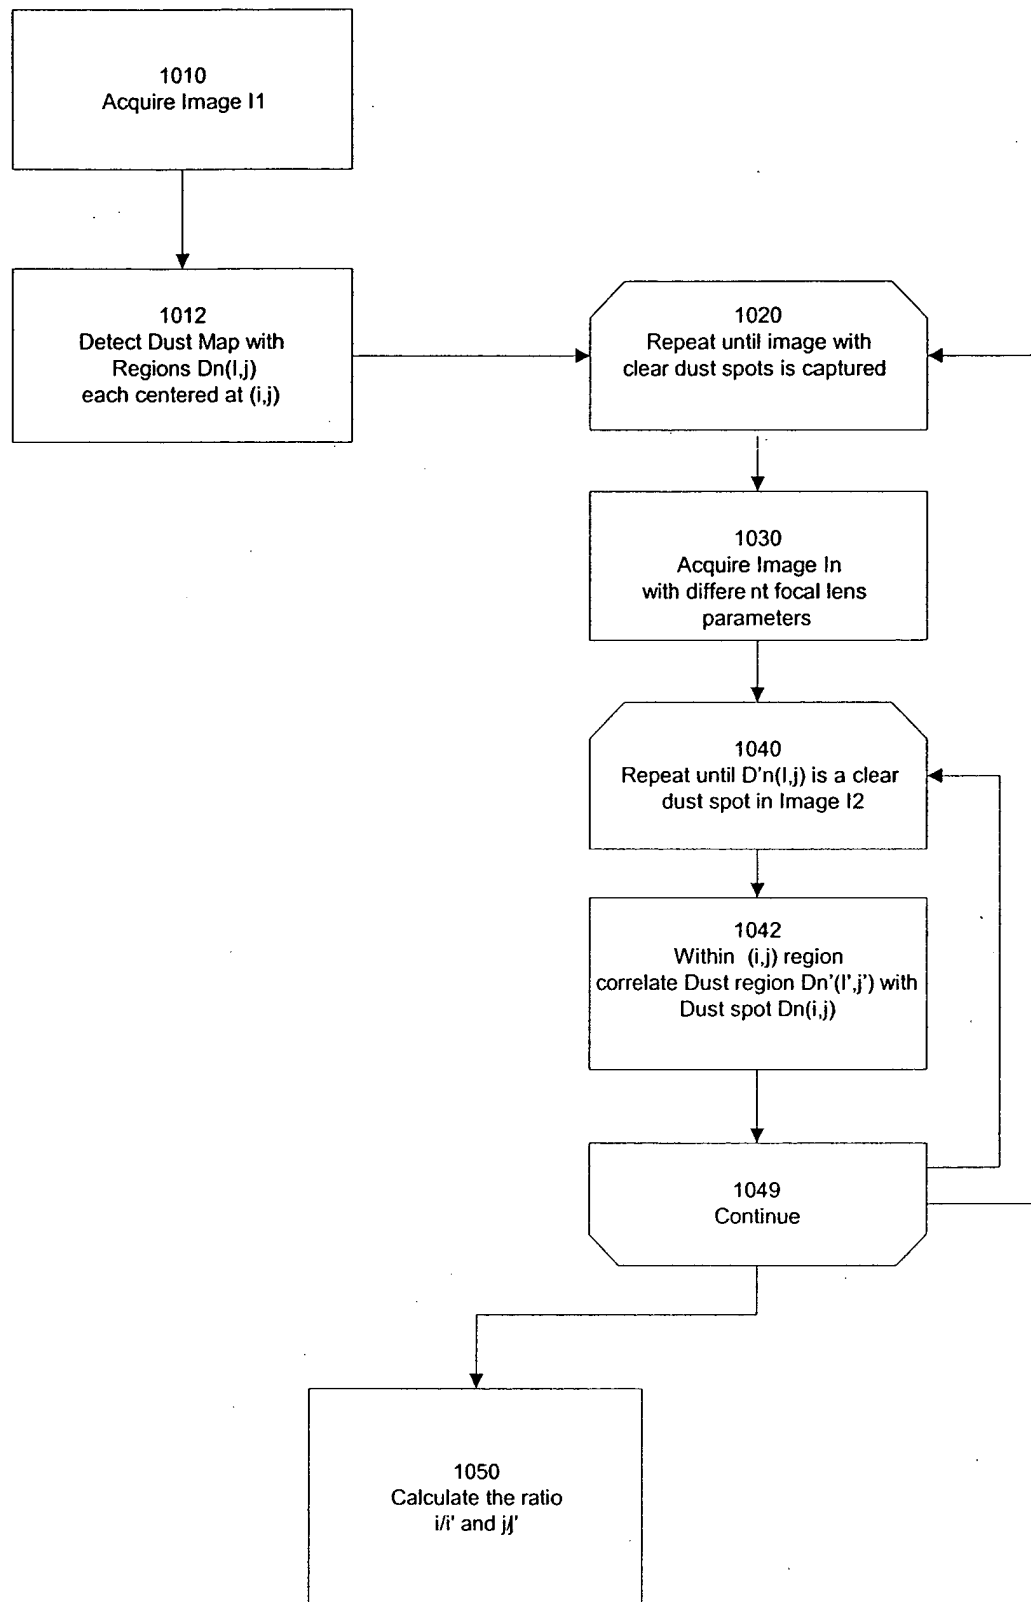 1010
Acquire Image I1
1012
Detect Dust Map with
Regions Dn(I,j)
each centered at (i,j)
1020
Repeat until image with
clear dust spots is captured
1030
Acquire Image In
with differe nt focal lens
parameters
1040
Repeat until D'n(I,j) is a clear
dust spot in Image I2
1042
Within (i,j) region
correlate Dust region Dn'(I',j') with
Dust spot Dn(i,j)
1049
Continue
1050
Calculate the ratio
i/i' and j/j'